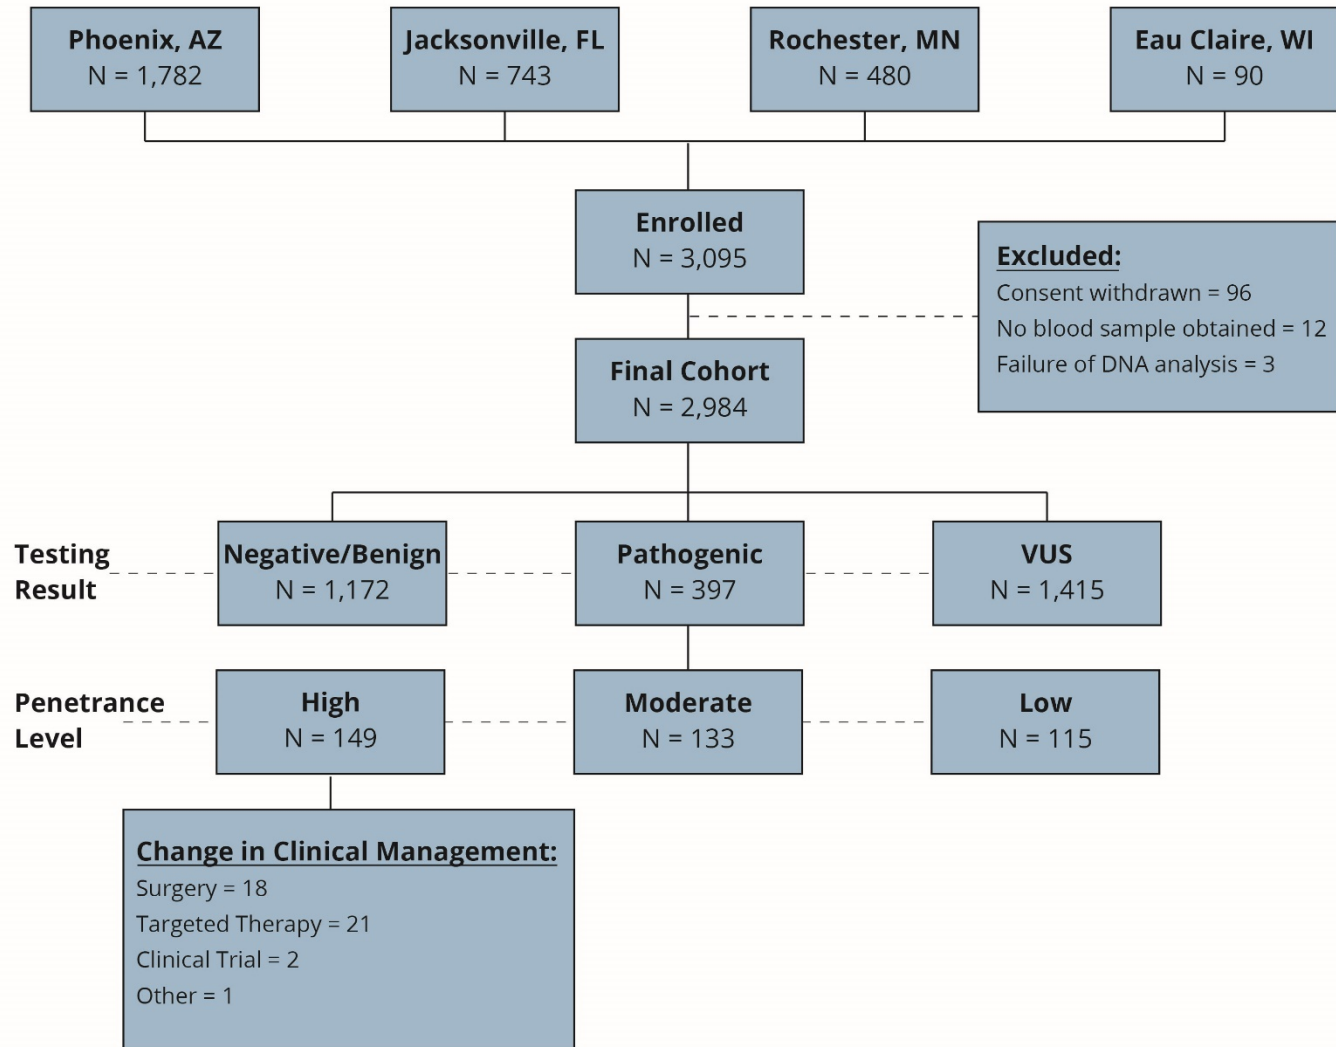 Phoenix, AZ
N = 1,782
Jacksonville, FL
N = 743
Rochester, MN
N = 480
Eau Claire, WI
N = 90
Enrolled
N = 3,095
Excluded:
Consent withdrawn = 96
No blood sample obtained = 12
Failure of DNA analysis = 3
Final Cohort
N = 2,984
Testing
Result
Negative/Benign
N = 1,172
Pathogenic
N = 397
VUS
N = 1,415
Penetrance
Level
High
N = 149
Moderate
N = 133
Low
N = 115
Change in Clinical Management:
Surgery = 18
Targeted Therapy = 21
Clinical Trial = 2
Other = 1